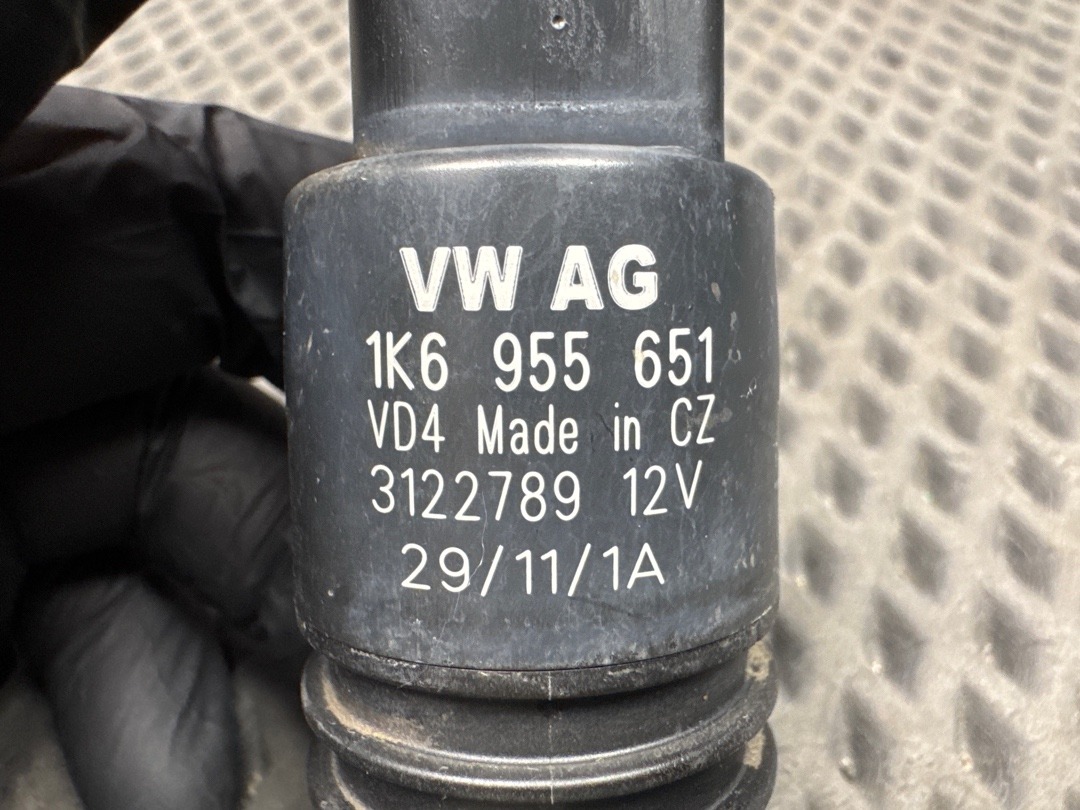 VW AG
1K6 955 651
VD4 Made in CZ
3122789 12V
29/11/1A